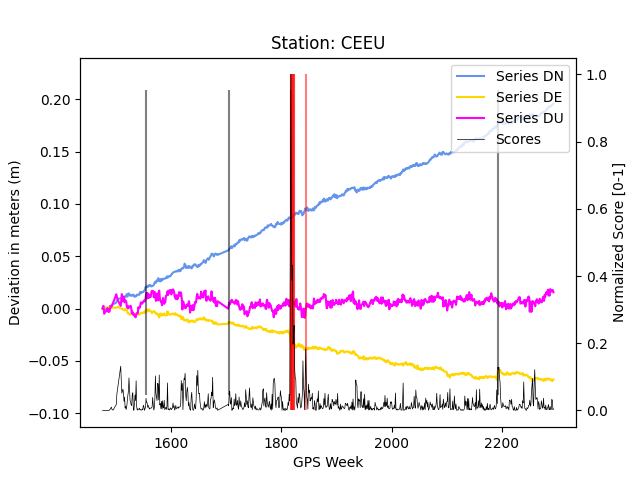 Station: CEEU
Series DN
Series DE
Series DU
Scores
Deviation in meters (m)
0.20
0.15
0.10
0.05
0.00
−0.05
−0.10
1.0
0.8
0.6
0.4
0.2
0.0
Normalized Score [0-1]
1600
1800
2000
2200
GPS Week